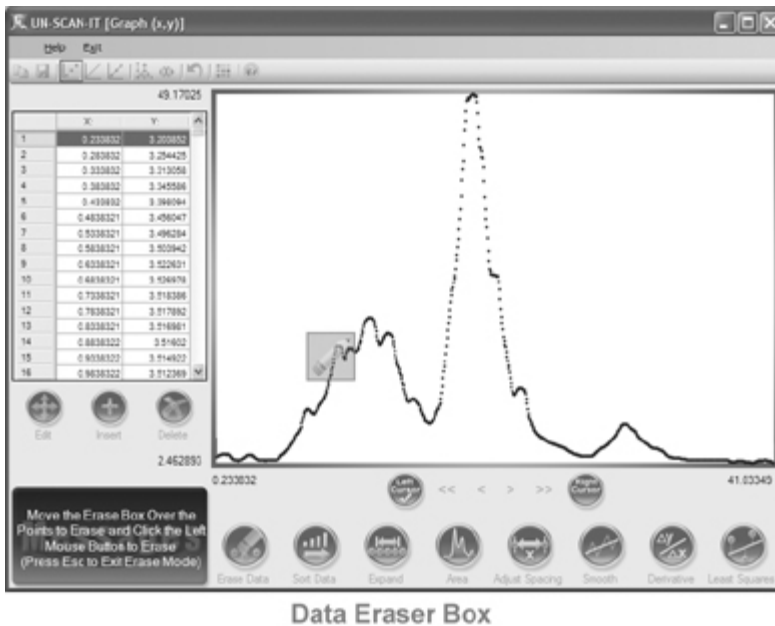 UN-SCAN-IT [Graph (x,y)]
Help Exit
49.17025
X: Y:
1 0.233832 3.203852
2 0.283832 3.254425
3 0.333832 3.313058
4 0.383832 3.345586
5 0.433832 3.398094
6 0.4838321 3.456047
7 0.5338321 3.496284
8 0.5838321 3.503942
9 0.6338321 3.522631
10 0.6838321 3.526978
11 0.7338321 3.518386
12 0.7838321 3.517892
13 0.8338321 3.516981
14 0.8838322 3.51602
15 0.9338322 3.514922
16 0.9838322 3.512369
Edit Insert Delete
2.462893
0.233832 41.03349
Left Cursor << < > >> Right Cursor
Move the Erase Box Over the
Points to Erase and Click the Left
Mouse Button to Erase
(Press Esc to Exit Erase Mode)
Erase Data Sort Data Expand Area Adjust Spacing Smooth Derivative Least Squares
Data Eraser Box